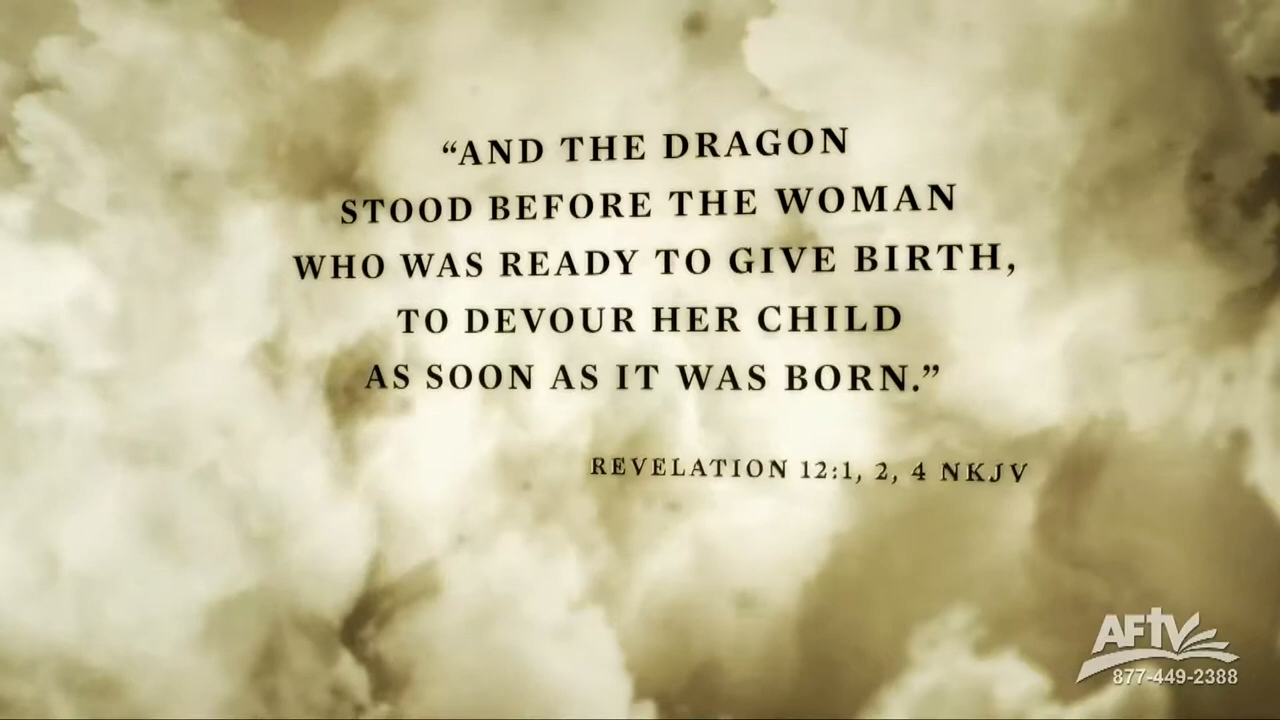 “AND THE DRAGON
STOOD BEFORE THE WOMAN
WHO WAS READY TO GIVE BIRTH,
TO DEVOUR HER CHILD
AS SOON AS IT WAS BORN.”
REVELATION 12:1, 2, 4 NKJV
AFTV
877-449-2388